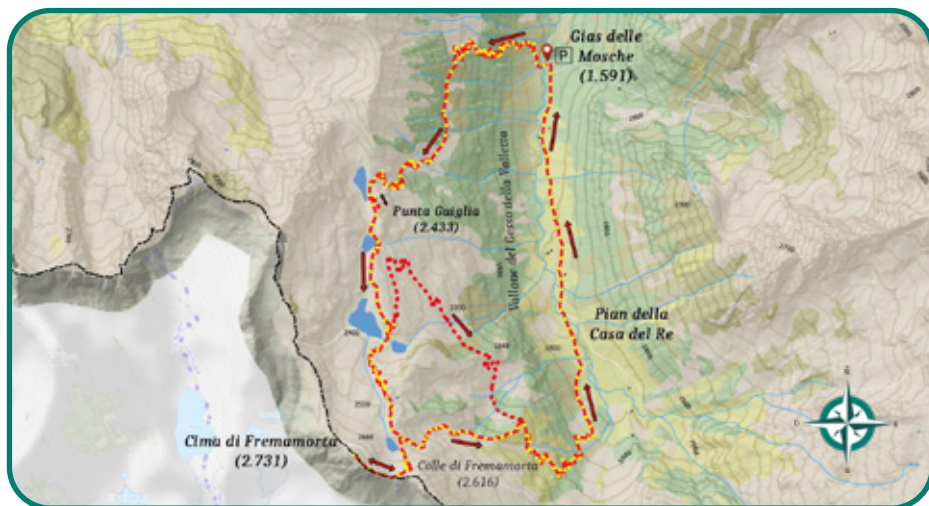 Gias delle
Mosche
(1.591)
P
Punta Guiglia
(2.433)
Vallone del Gesso della Valletta
Pian della
Casa del Re
Cima di Fremamorta
(2.731)
Colle di Fremamorta
(2.616)